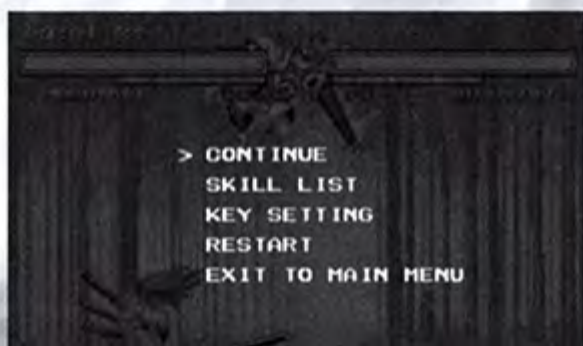 > CONTINUE
SKILL LIST
KEY SETTING
RESTART
EXIT TO MAIN MENU